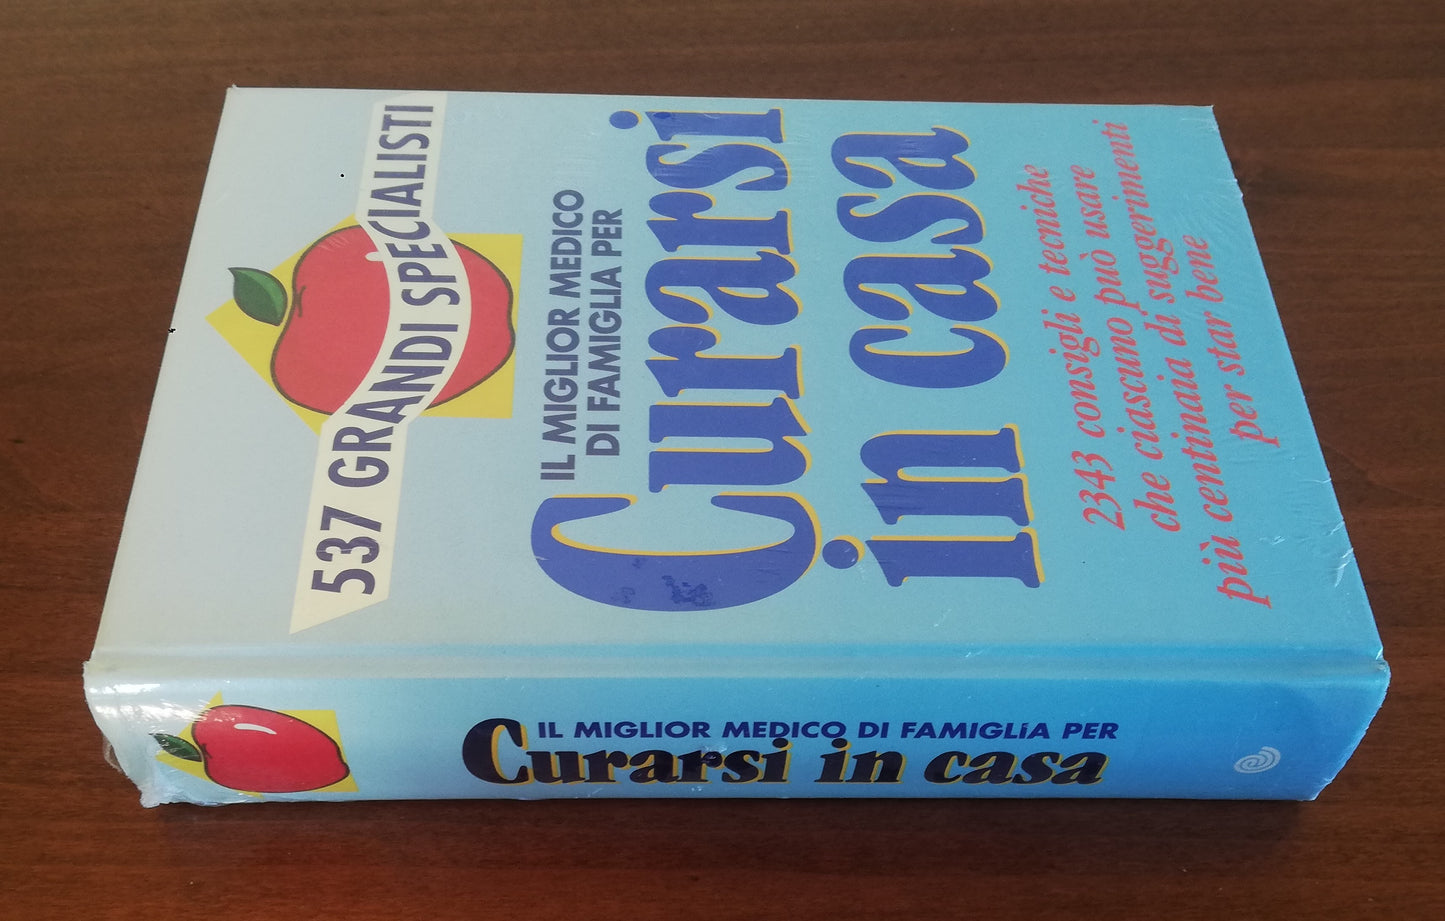 537 GRANDI SPECIALISTI
IL MIGLIOR MEDICO
DI FAMIGLIA PER
Curarsi
in casa
2343 consigli e tecniche
che ciascuno può usare
più centinaia di suggerimenti
per star bene
IL MIGLIOR MEDICO DI FAMIGLIA PER
Curarsi in casa